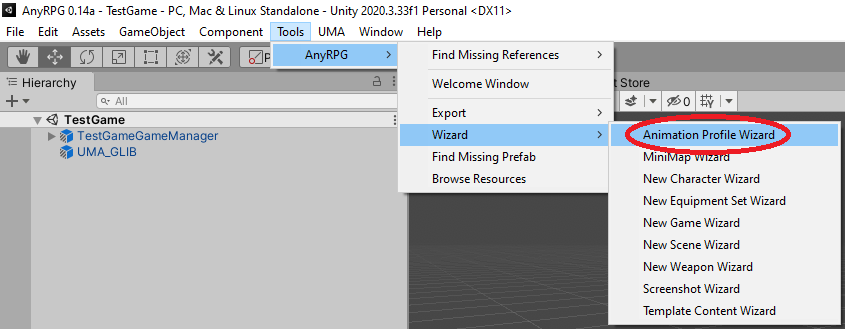 AnyRPG 0.14a - TestGame - PC, Mac & Linux Standalone - Unity 2020.3.33f1 Personal <DX11>
File Edit Assets GameObject Component Tools UMA Window Help
AnyRPG
Find Missing References
Hierarchy
t Store
Welcome Window
All
0
Y
TestGame
Export
TestGameGameManager
Wizard
Animation Profile Wizard
UMA_GLIB
Find Missing Prefab
MiniMap Wizard
Browse Resources
New Character Wizard
New Equipment Set Wizard
New Game Wizard
New Scene Wizard
New Weapon Wizard
Screenshot Wizard
Template Content Wizard